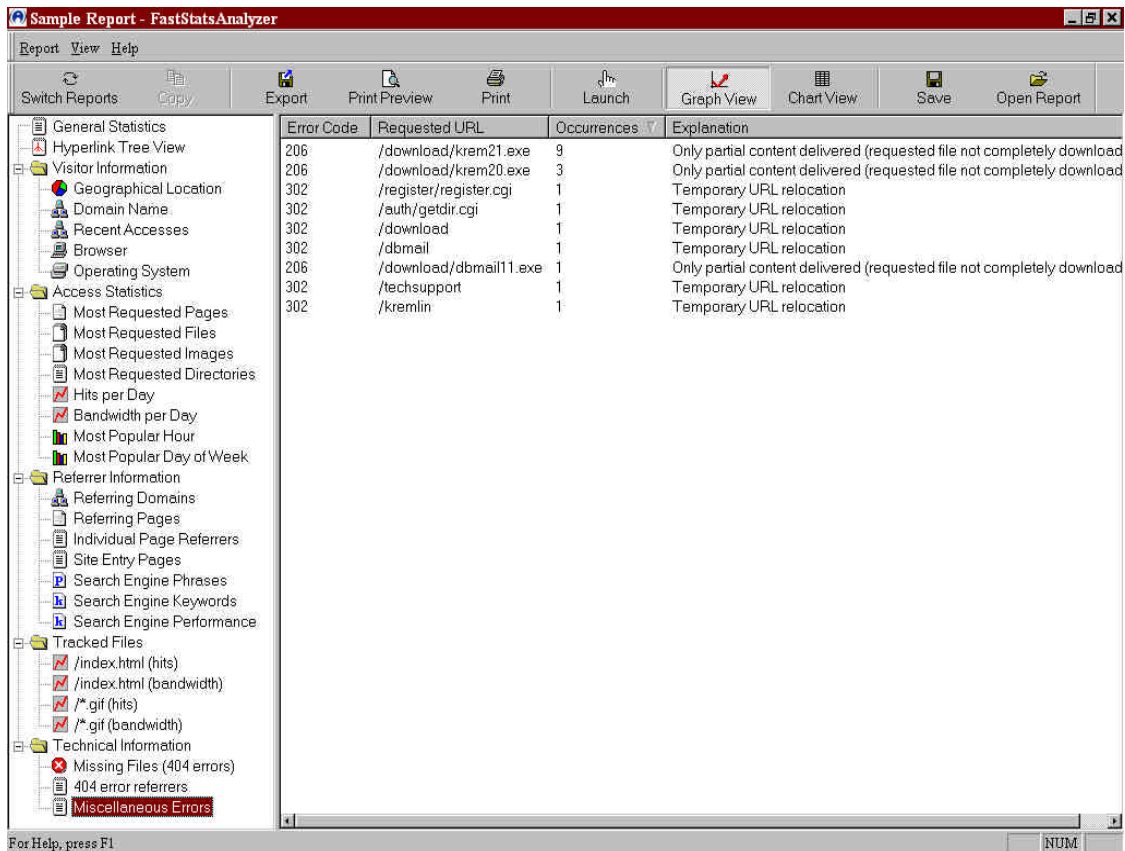 Sample Report - FastStatsAnalyzer
Report View Help
Switch Reports Copy Export Print Preview Print Launch Graph View Chart View Save Open Report
General Statistics
Hyperlink Tree View
Visitor Information
Geographical Location
Domain Name
Recent Accesses
Browser
Operating System
Access Statistics
Most Requested Pages
Most Requested Files
Most Requested Images
Most Requested Directories
Hits per Day
Bandwidth per Day
Most Popular Hour
Most Popular Day of Week
Referrer Information
Referring Domains
Referring Pages
Individual Page Referrers
Site Entry Pages
Search Engine Phrases
Search Engine Keywords
Search Engine Performance
Tracked Files
/index.html (hits)
/index.html (bandwidth)
/*.gif (hits)
/*.gif (bandwidth)
Technical Information
Missing Files (404 errors)
404 error referrers
Miscellaneous Errors
Error Code Requested URL Occurrences Explanation
206 /download/krem21.exe 9 Only partial content delivered (requested file not completely download
206 /download/krem20.exe 3 Only partial content delivered (requested file not completely download
302 /register/register.cgi 1 Temporary URL relocation
302 /auth/getdir.cgi 1 Temporary URL relocation
302 /download 1 Temporary URL relocation
302 /dbmail 1 Temporary URL relocation
206 /download/dbmail11.exe 1 Only partial content delivered (requested file not completely download
302 /techsupport 1 Temporary URL relocation
302 /kremlin 1 Temporary URL relocation
For Help, press F1 NUM